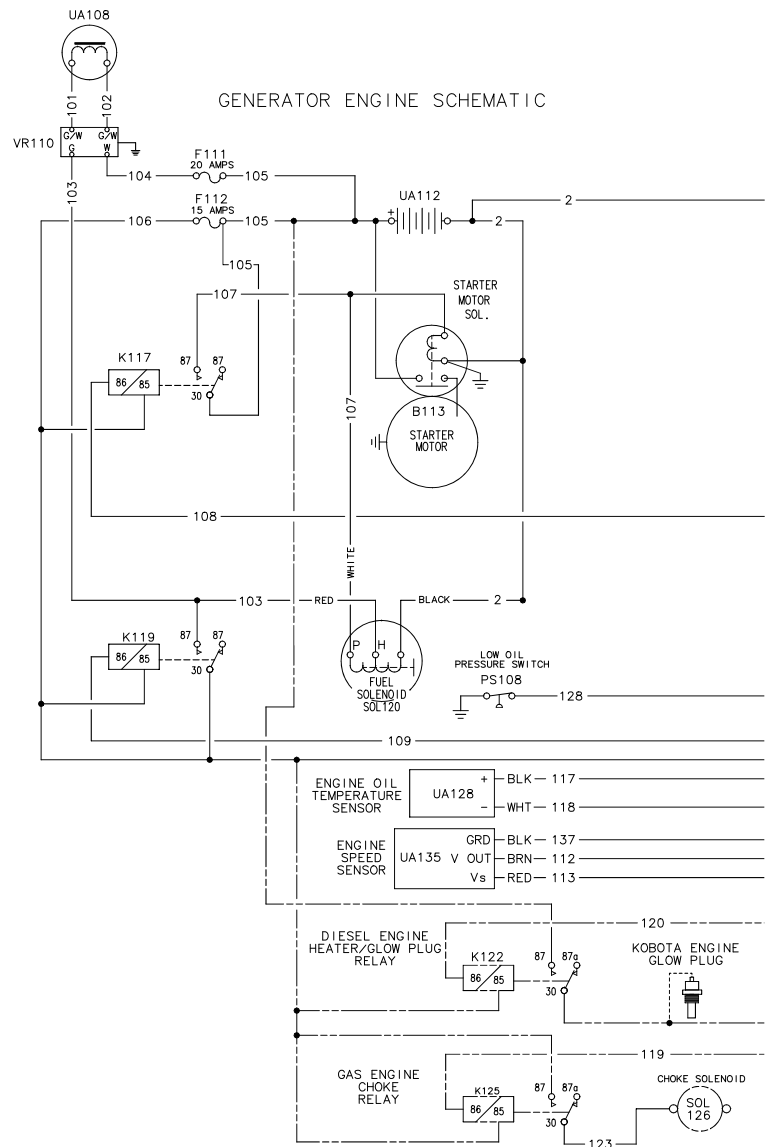 UA108
101
102
GENERATOR ENGINE SCHEMATIC
G/W G/W
VR110
G W
F111
20 AMPS
104 105
103
F112
15 AMPS
106 105
UA112
+
2
2
105
107
STARTER
MOTOR
SOL.
K117
87 87
86 85
30
107
B113
STARTER
MOTOR
108
WHITE
103 RED BLACK 2
K119
87 87
86 85
30
P H
FUEL
SOLENOID
SOL120
LOW OIL
PRESSURE SWITCH
PS108
128
109
ENGINE OIL
TEMPERATURE
SENSOR
UA128
+ BLK 117
- WHT 118
ENGINE
SPEED
SENSOR
UA135
GRD BLK 137
V OUT BRN 112
Vs RED 113
120
DIESEL ENGINE
HEATER/GLOW PLUG
RELAY
K122
87 87a
86 85
30
KOBOTA ENGINE
GLOW PLUG
119
GAS ENGINE
CHOKE
RELAY
K125
87 87a
86 85
30
CHOKE SOLENOID
SOL
126
123